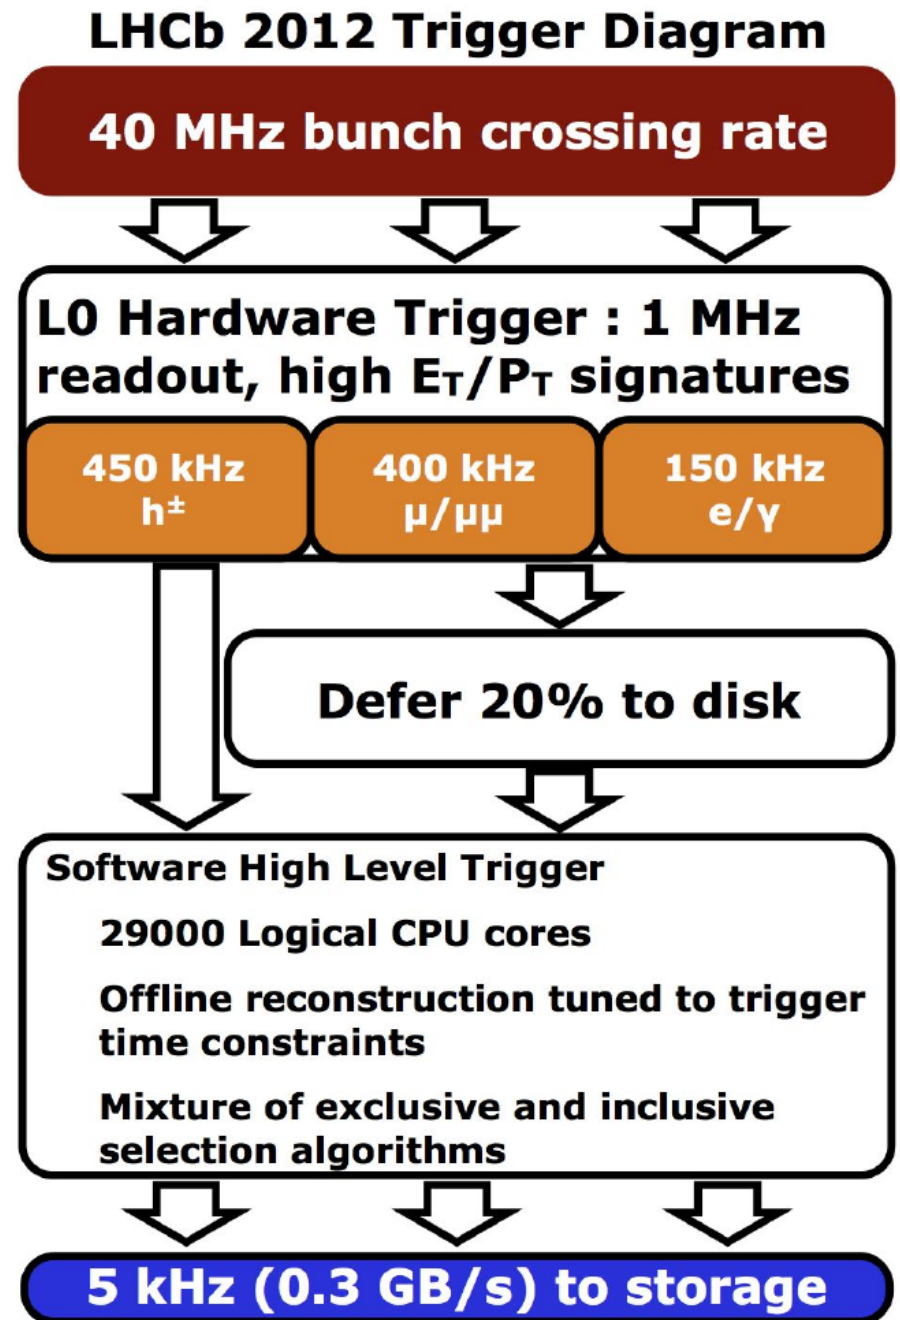 LHCb 2012 Trigger Diagram
40 MHz bunch crossing rate
L0 Hardware Trigger : 1 MHz
readout, high ET/PT signatures
450 kHz
h±
400 kHz
μ/μμ
150 kHz
e/γ
Defer 20% to disk
Software High Level Trigger
29000 Logical CPU cores
Offline reconstruction tuned to trigger
time constraints
Mixture of exclusive and inclusive
selection algorithms
5 kHz (0.3 GB/s) to storage